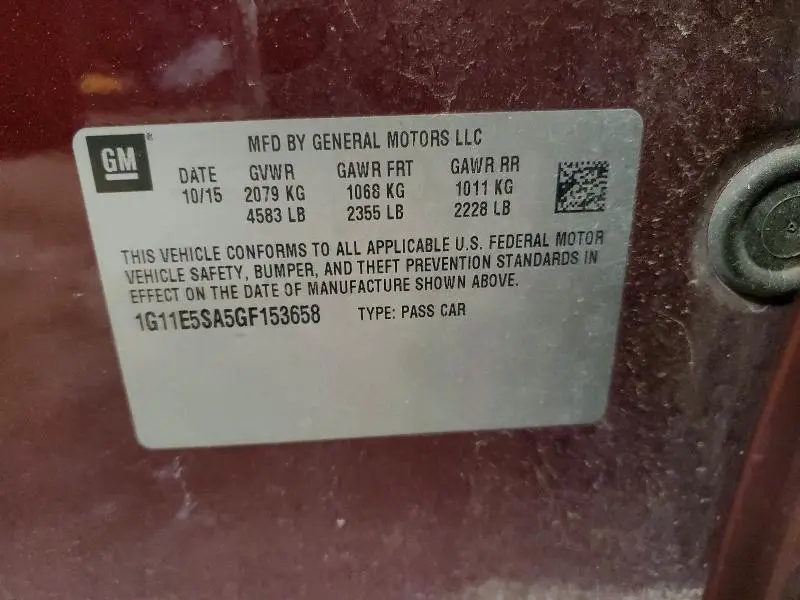 GM
MFD BY GENERAL MOTORS LLC
DATE GVWR GAWR FRT GAWR RR
10/15 2079 KG 1068 KG 1011 KG
4583 LB 2355 LB 2228 LB
THIS VEHICLE CONFORMS TO ALL APPLICABLE U.S. FEDERAL MOTOR
VEHICLE SAFETY, BUMPER, AND THEFT PREVENTION STANDARDS IN
EFFECT ON THE DATE OF MANUFACTURE SHOWN ABOVE.
1G11E5SA5GF153658 TYPE: PASS CAR